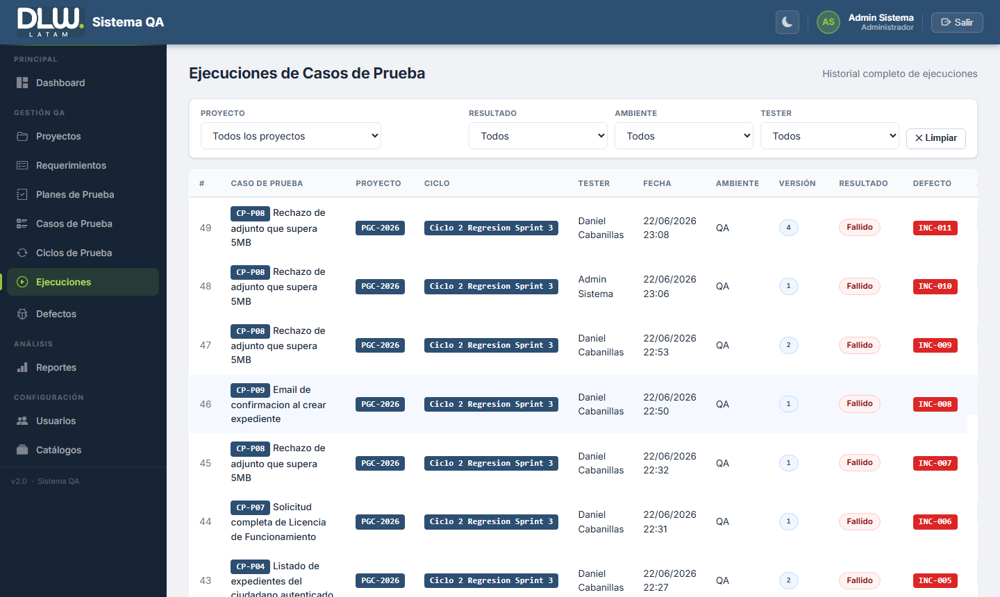 DLW.
LATAM
Sistema QA
AS
Admin Sistema
Administrador
Salir
PRINCIPAL
Dashboard
GESTIÓN QA
Proyectos
Requerimientos
Planes de Prueba
Casos de Prueba
Ciclos de Prueba
Ejecuciones
Defectos
ANÁLISIS
Reportes
CONFIGURACIÓN
Usuarios
Catálogos
v2.0 · Sistema QA
Ejecuciones de Casos de Prueba
Historial completo de ejecuciones
PROYECTO
RESULTADO
AMBIENTE
TESTER
Todos los proyectos
Todos
Todos
Todos
Limpiar
# CASO DE PRUEBA PROYECTO CICLO TESTER FECHA AMBIENTE VERSIÓN RESULTADO DEFECTO
49
CP-P08 Rechazo de
adjunto que supera
5MB
PGC-2026
Ciclo 2 Regresion Sprint 3
Daniel
Cabanillas
22/06/2026
23:08
QA
4
Fallido
INC-011
48
CP-P08 Rechazo de
adjunto que supera
5MB
PGC-2026
Ciclo 2 Regresion Sprint 3
Admin
Sistema
22/06/2026
23:06
QA
1
Fallido
INC-010
47
CP-P08 Rechazo de
adjunto que supera
5MB
PGC-2026
Ciclo 2 Regresion Sprint 3
Daniel
Cabanillas
22/06/2026
22:53
QA
2
Fallido
INC-009
46
CP-P09 Email de
confirmacion al crear
expediente
PGC-2026
Ciclo 2 Regresion Sprint 3
Daniel
Cabanillas
22/06/2026
22:50
QA
1
Fallido
INC-008
45
CP-P08 Rechazo de
adjunto que supera
5MB
PGC-2026
Ciclo 2 Regresion Sprint 3
Daniel
Cabanillas
22/06/2026
22:32
QA
1
Fallido
INC-007
44
CP-P07 Solicitud
completa de Licencia
de Funcionamiento
PGC-2026
Ciclo 2 Regresion Sprint 3
Daniel
Cabanillas
22/06/2026
22:31
QA
1
Fallido
INC-006
43
CP-P04 Listado de
expedientes del
ciudadano autenticado
PGC-2026
Ciclo 2 Regresion Sprint 3
Daniel
Cabanillas
22/06/2026
22:27
QA
2
Fallido
INC-005